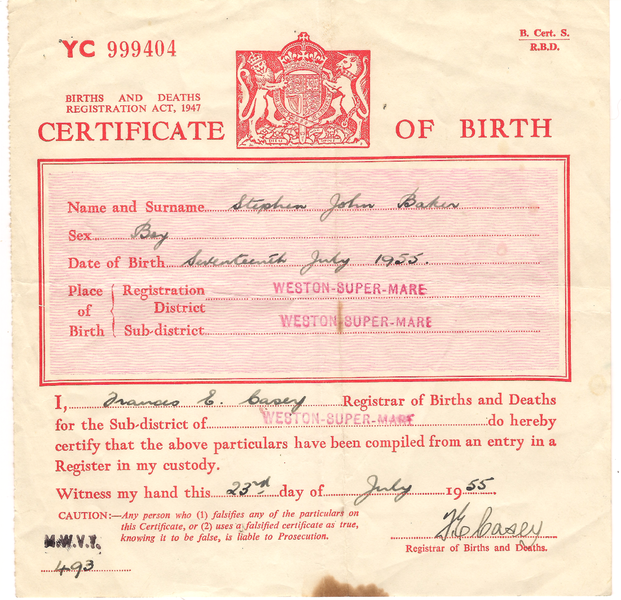 YC 999404
B. Cert. S.
R.B.D.
BIRTHS AND DEATHS
REGISTRATION ACT, 1947
CERTIFICATE OF BIRTH
Name and Surname Stephen John Baker
Sex Boy
Date of Birth Seventeenth July 1955.
Place of Birth { Registration District WESTON-SUPER-MARE
Sub-district WESTON-SUPER-MARE
I, Frances E. Casey Registrar of Births and Deaths
for the Sub-district of WESTON-SUPER-MARE do hereby
certify that the above particulars have been compiled from an entry in a
Register in my custody.
Witness my hand this 23rd day of July 1955.
CAUTION:—Any person who (1) falsifies any of the particulars on
this Certificate, or (2) uses a falsified certificate as true,
knowing it to be false, is liable to Prosecution.
F E Casey
Registrar of Births and Deaths.
M.W.V.Y.
493